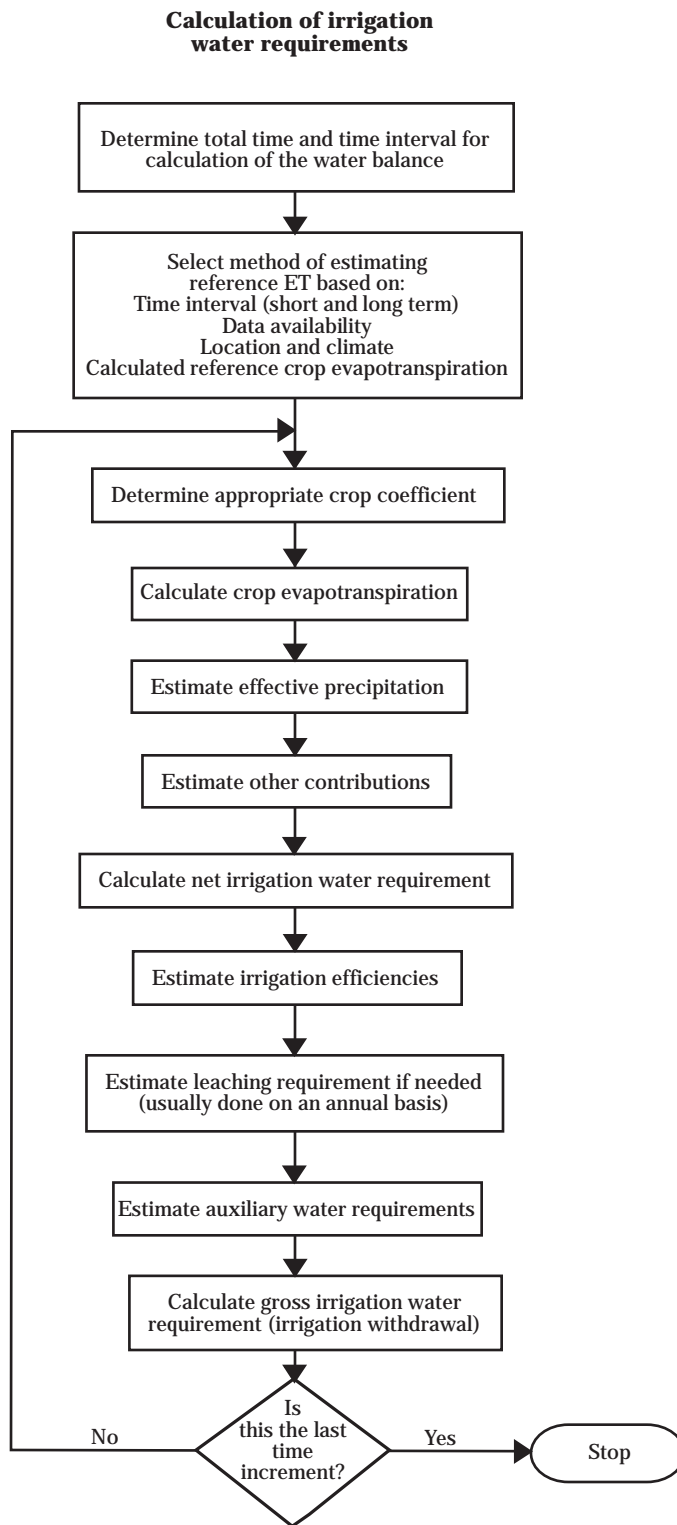 Calculation of irrigation
water requirements
Determine total time and time interval for
calculation of the water balance
Select method of estimating
reference ET based on:
Time interval (short and long term)
Data availability
Location and climate
Calculated reference crop evapotranspiration
Determine appropriate crop coefficient
Calculate crop evapotranspiration
Estimate effective precipitation
Estimate other contributions
Calculate net irrigation water requirement
Estimate irrigation efficiencies
Estimate leaching requirement if needed
(usually done on an annual basis)
Estimate auxiliary water requirements
Calculate gross irrigation water
requirement (irrigation withdrawal)
Is
this the last
time
increment?
No
Yes
Stop